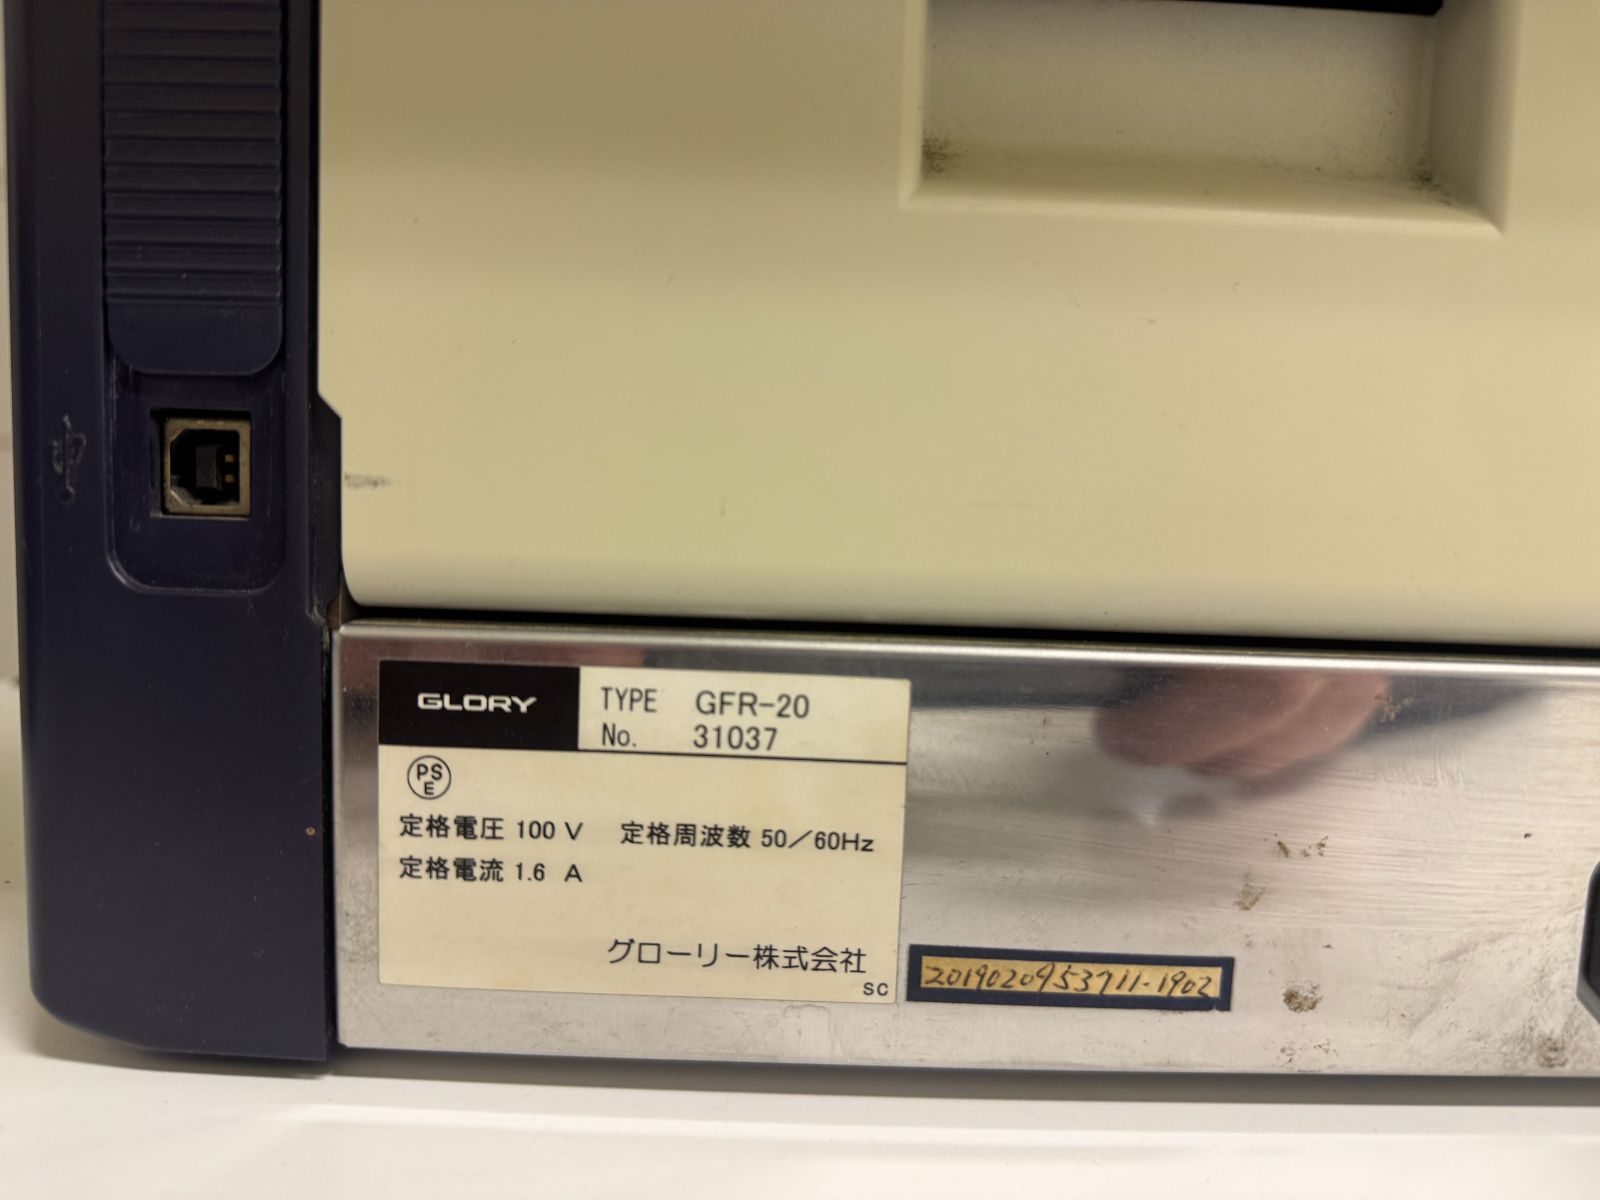 GLORY
TYPE GFR-20
No. 31037
PS
E
定格電圧 100 V 定格周波数 50/60Hz
定格電流 1.6 A
グローリー株式会社
SC
2019020953711-1902